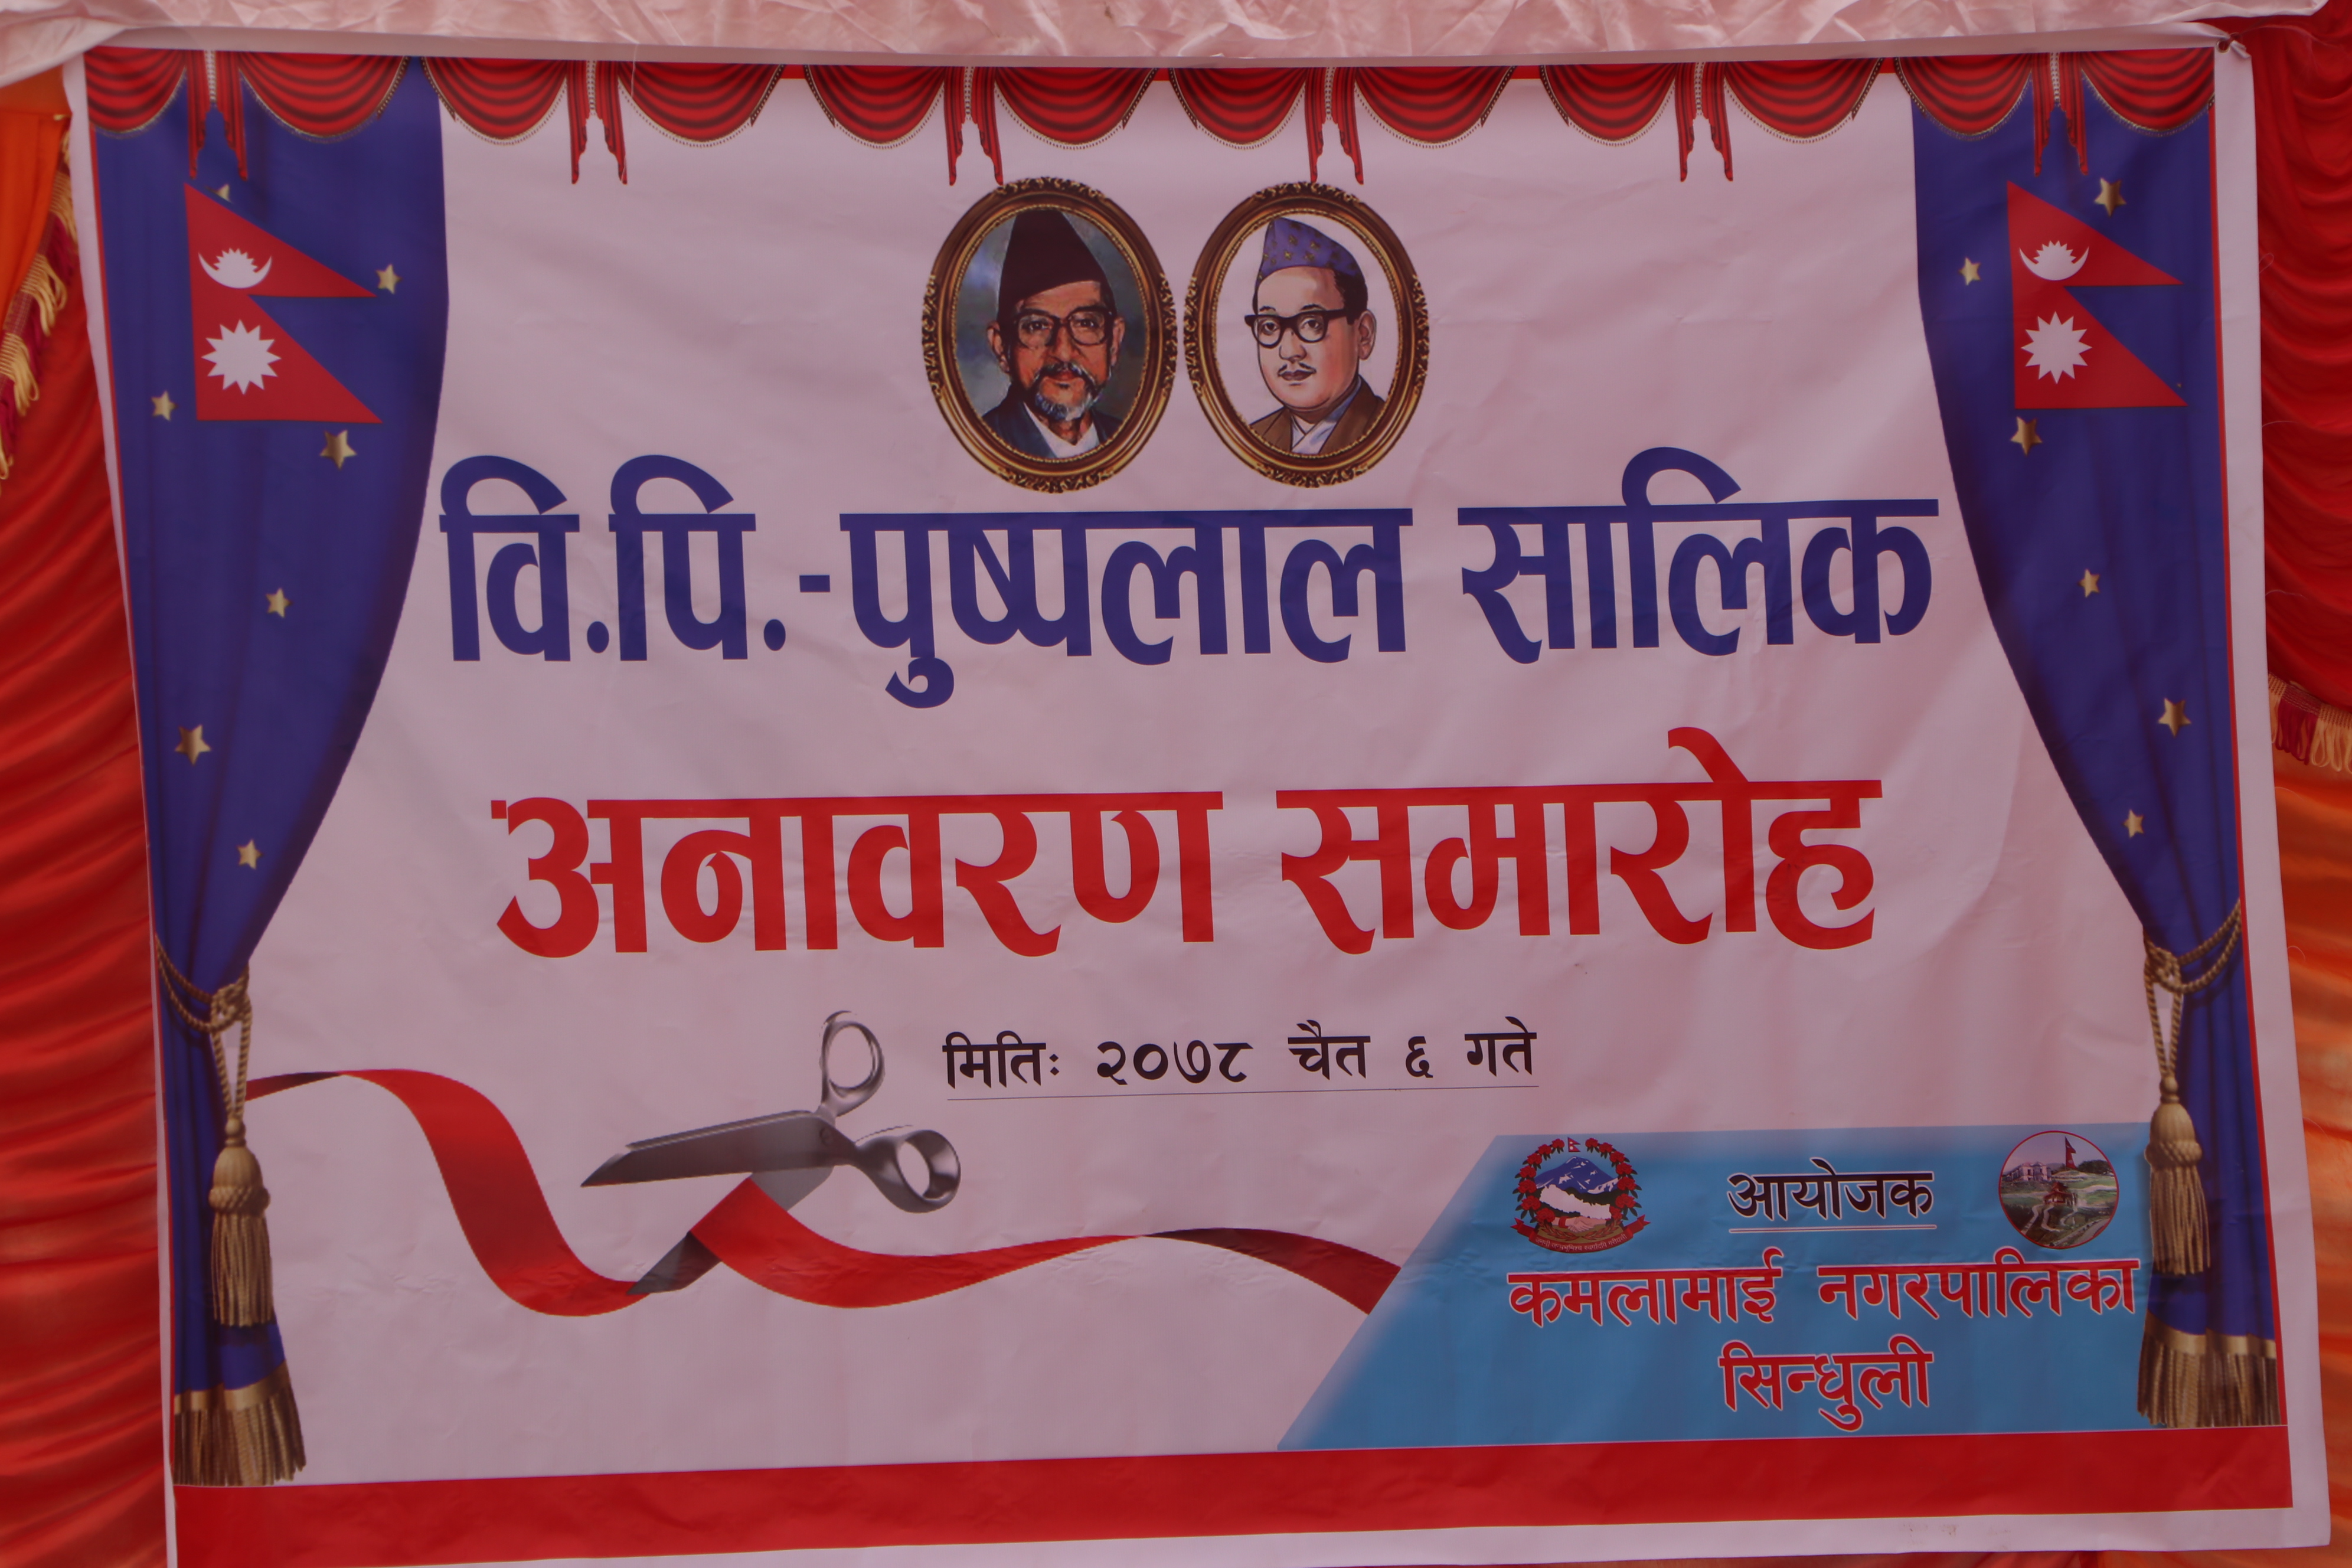 वि.पि.-पुष्पलाल सालिक
अनावरण समारोह
मितिः २०७८ चैत ६ गते
आयोजक
कमलामाई नगरपालिका
सिन्धुली